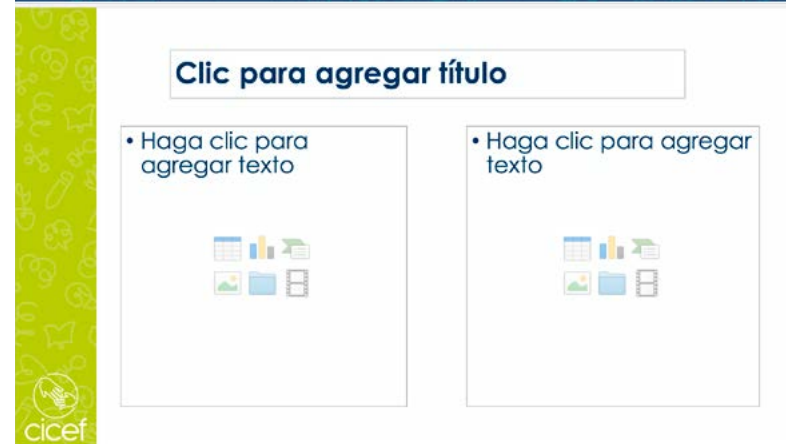 Clic para agregar título
• Haga clic para
agregar texto
• Haga clic para agregar
texto
cicef